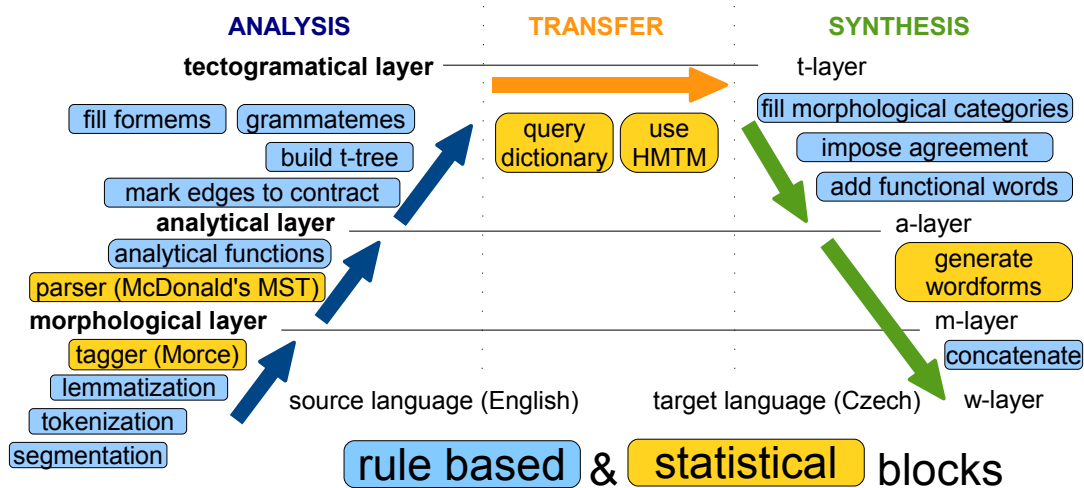 ANALYSIS TRANSFER SYNTHESIS
tectogramatical layer t-layer
fill formems grammatemes
build t-tree
mark edges to contract
query
dictionary
use
HMTM
fill morphological categories
impose agreement
add functional words
analytical layer a-layer
analytical functions
parser (McDonald's MST)
generate
wordforms
morphological layer m-layer
tagger (Morce)
concatenate
lemmatization
tokenization
segmentation
source language (English) target language (Czech) w-layer
rule based & statistical blocks